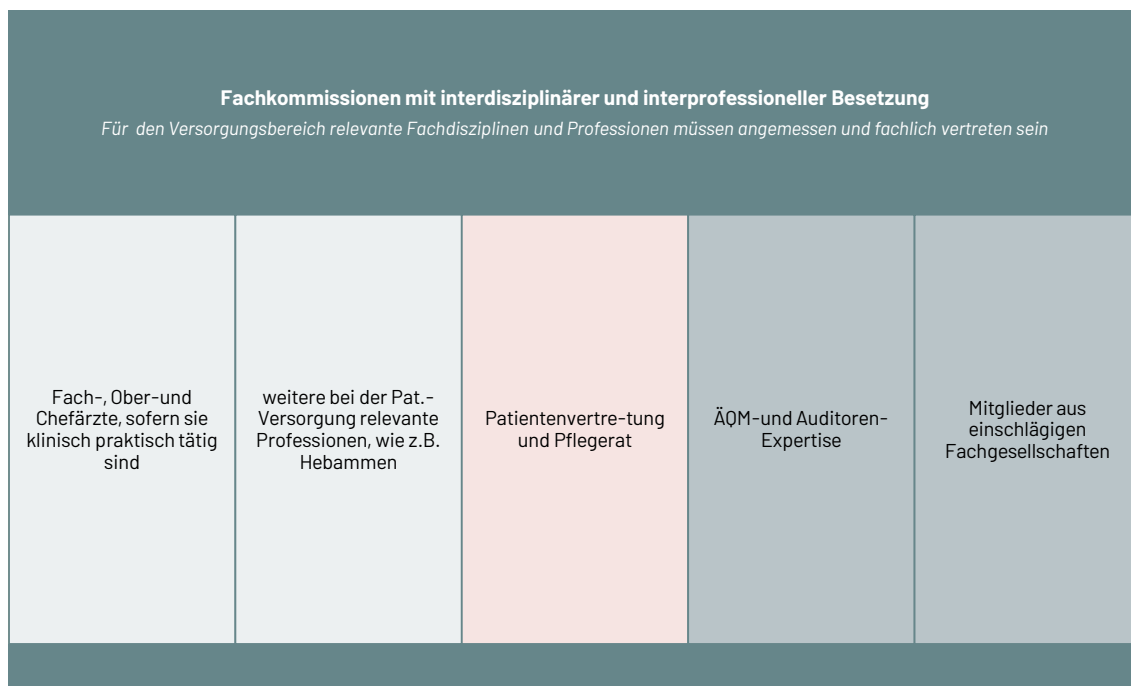 Fachkommissionen mit interdisziplinärer und interprofessioneller Besetzung
Für den Versorgungsbereich relevante Fachdisziplinen und Professionen müssen angemessen und fachlich vertreten sein
Fach-, Ober-und
Chefärzte, sofern sie
klinisch praktisch tätig
sind
weitere bei der Pat.-
Versorgung relevante
Professionen, wie z.B.
Hebammen
Patientenvertre-tung
und Pflegerat
ÄQM-und Auditoren-
Expertise
Mitglieder aus
einschlägigen
Fachgesellschaften